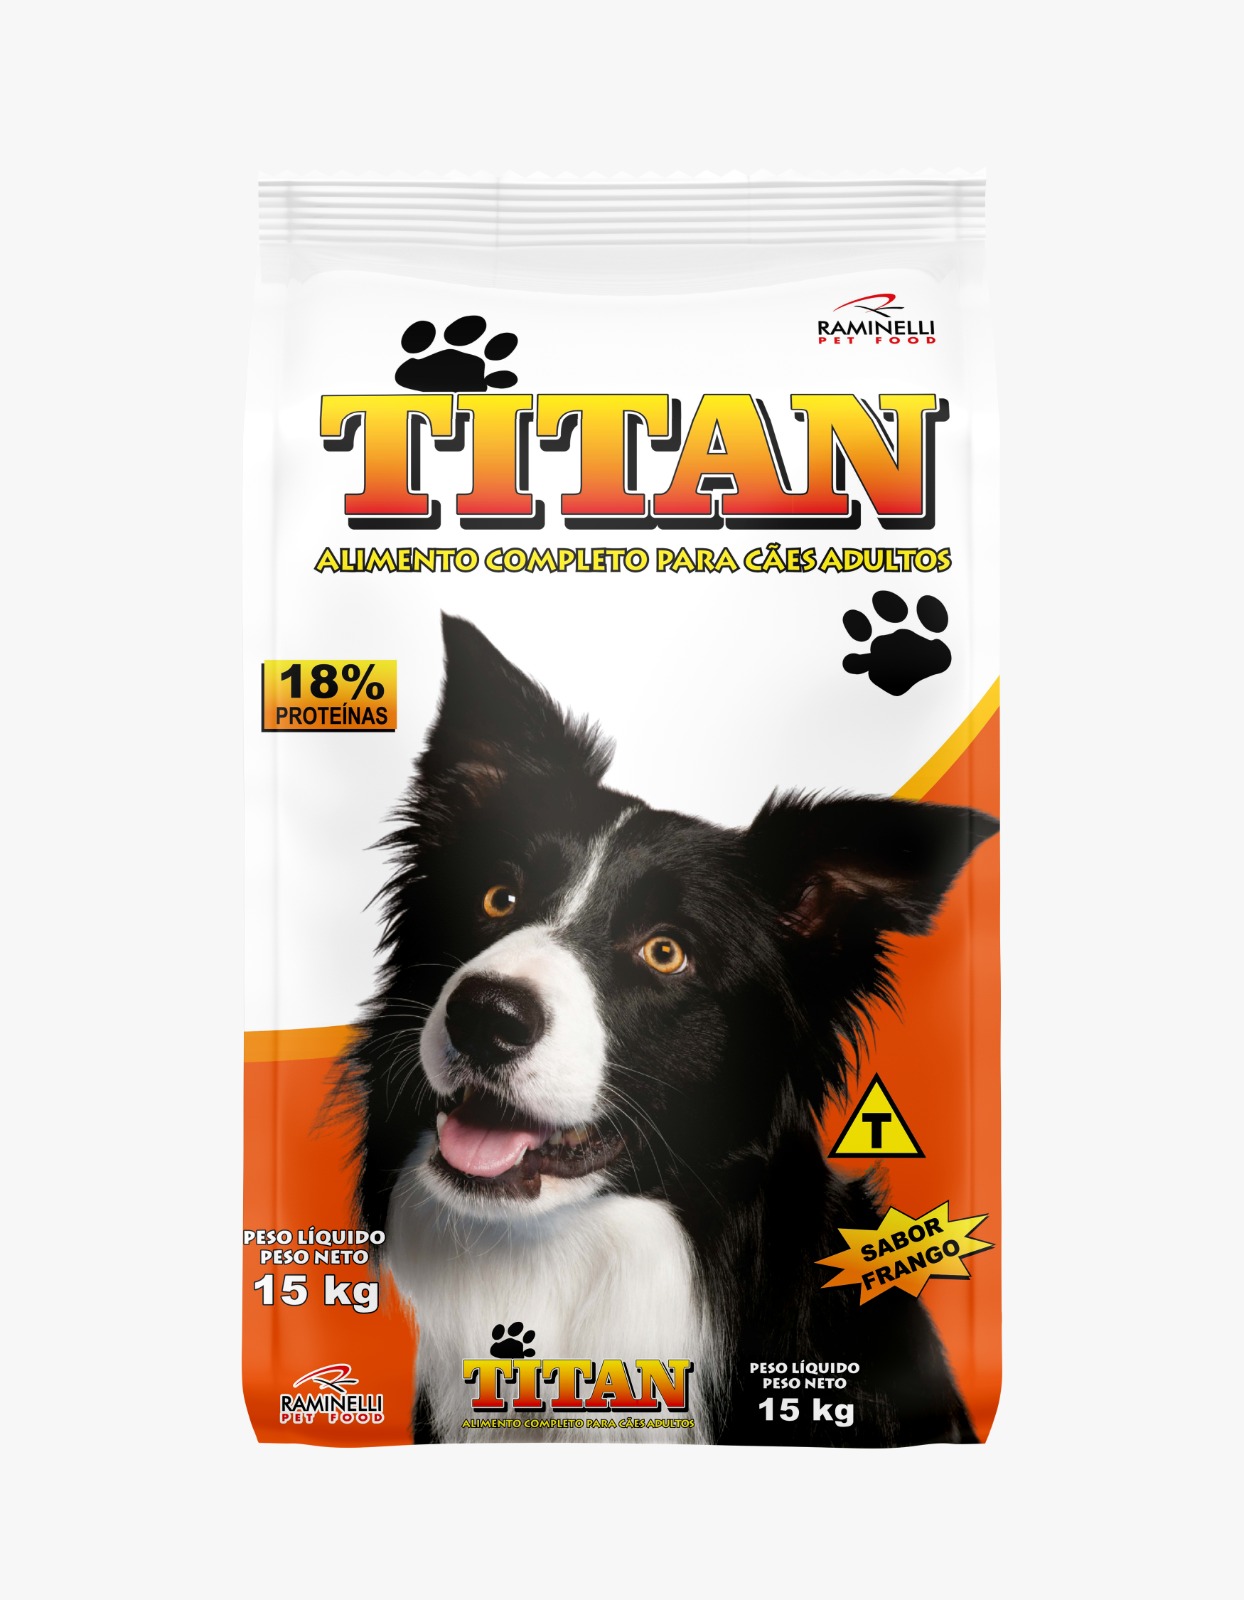 RAMINELLI
PET FOOD
TITAN
ALIMENTO COMPLETO PARA CÃES ADULTOS
18%
PROTEÍNAS
T
SABOR
FRANGO
PESO LÍQUIDO
PESO NETO
15 kg
RAMINELLI
PET FOOD
TITAN
ALIMENTO COMPLETO PARA CÃES ADULTOS
PESO LÍQUIDO
PESO NETO
15 kg